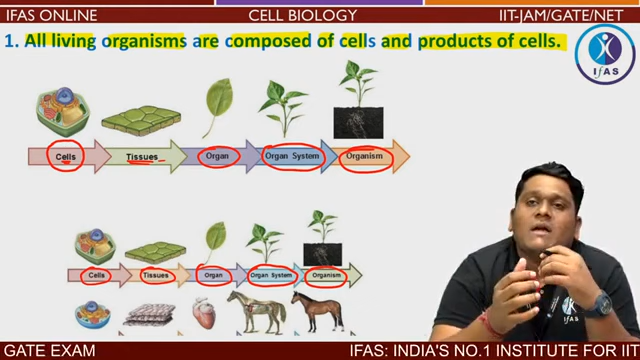 IFAS ONLINE
CELL BIOLOGY
IIT-JAM/GATE/NET
1. All living organisms are composed of cells and products of cells.
IFAS
Cells
Tissues
Organ
Organ System
Organism
Cells
Tissues
Organ
Organ System
Organism
IFAS
GATE EXAM
IFAS: INDIA'S NO.1 INSTITUTE FOR IIT